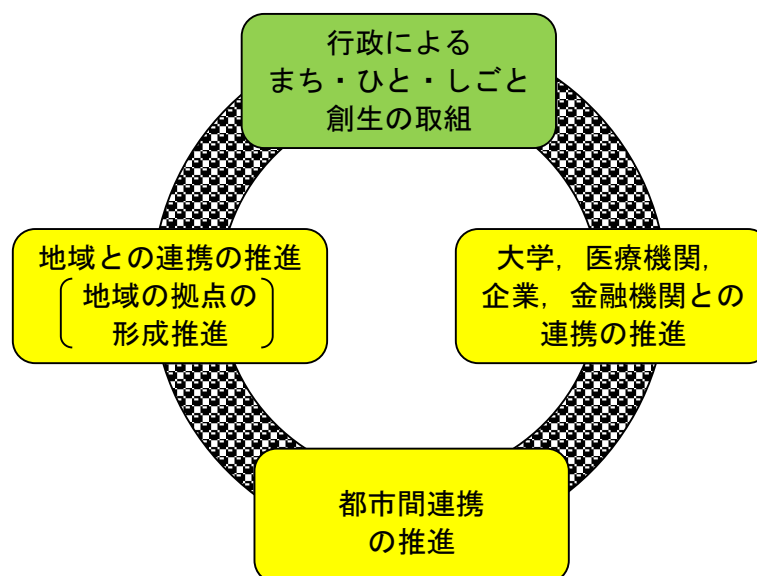 行政による
まち・ひと・しごと
創生の取組
地域との連携の推進
地域の拠点の
形成推進
大学，医療機関，
企業，金融機関との
連携の推進
都市間連携
の推進